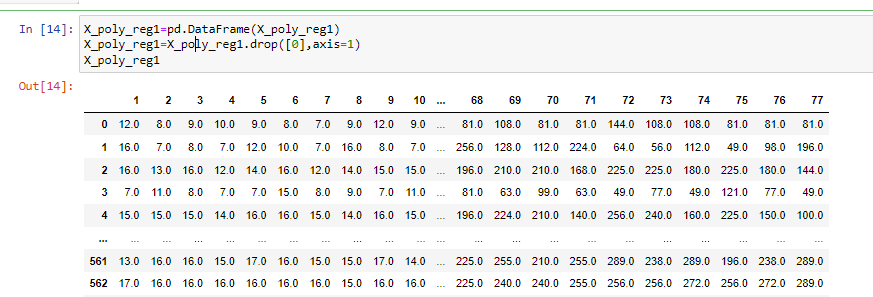 In [14]: X_poly_reg1=pd.DataFrame(X_poly_reg1)
X_poly_reg1=X_poly_reg1.drop([0],axis=1)
X_poly_reg1
Out[14]:
1 2 3 4 5 6 7 8 9 10 ... 68 69 70 71 72 73 74 75 76 77
0 12.0 8.0 9.0 10.0 9.0 8.0 7.0 9.0 12.0 9.0 ... 81.0 108.0 81.0 81.0 144.0 108.0 108.0 81.0 81.0 81.0
1 16.0 7.0 8.0 7.0 12.0 10.0 7.0 16.0 8.0 7.0 ... 256.0 128.0 112.0 224.0 64.0 56.0 112.0 49.0 98.0 196.0
2 16.0 13.0 16.0 12.0 14.0 16.0 12.0 14.0 15.0 15.0 ... 196.0 210.0 210.0 168.0 225.0 225.0 180.0 225.0 180.0 144.0
3 7.0 11.0 8.0 7.0 7.0 15.0 8.0 9.0 7.0 11.0 ... 81.0 63.0 99.0 63.0 49.0 77.0 49.0 121.0 77.0 49.0
4 15.0 15.0 15.0 14.0 16.0 16.0 15.0 14.0 16.0 15.0 ... 196.0 224.0 210.0 140.0 256.0 240.0 160.0 225.0 150.0 100.0
... ... ... ... ... ... ... ... ... ... ... ... ... ... ... ... ... ... ... ... ... ...
561 13.0 16.0 16.0 15.0 17.0 16.0 15.0 15.0 17.0 14.0 ... 225.0 255.0 210.0 255.0 289.0 238.0 289.0 196.0 238.0 289.0
562 17.0 16.0 16.0 16.0 16.0 16.0 16.0 15.0 16.0 16.0 ... 225.0 240.0 240.0 255.0 256.0 256.0 272.0 256.0 272.0 289.0